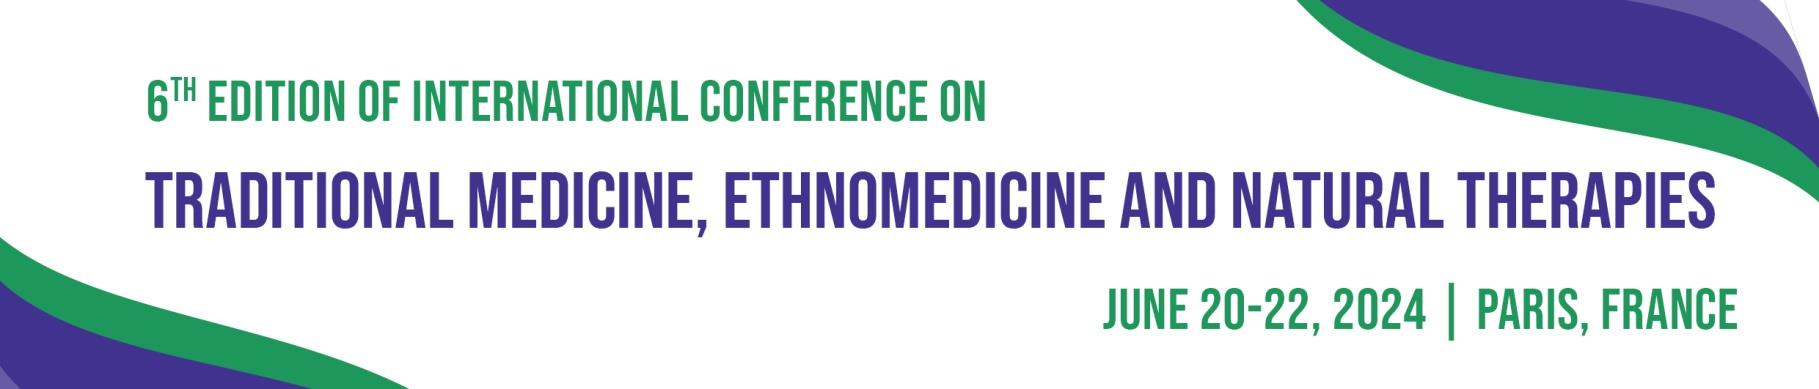 6TH EDITION OF INTERNATIONAL CONFERENCE ON
TRADITIONAL MEDICINE, ETHNOMEDICINE AND NATURAL THERAPIES
JUNE 20-22, 2024 | PARIS, FRANCE